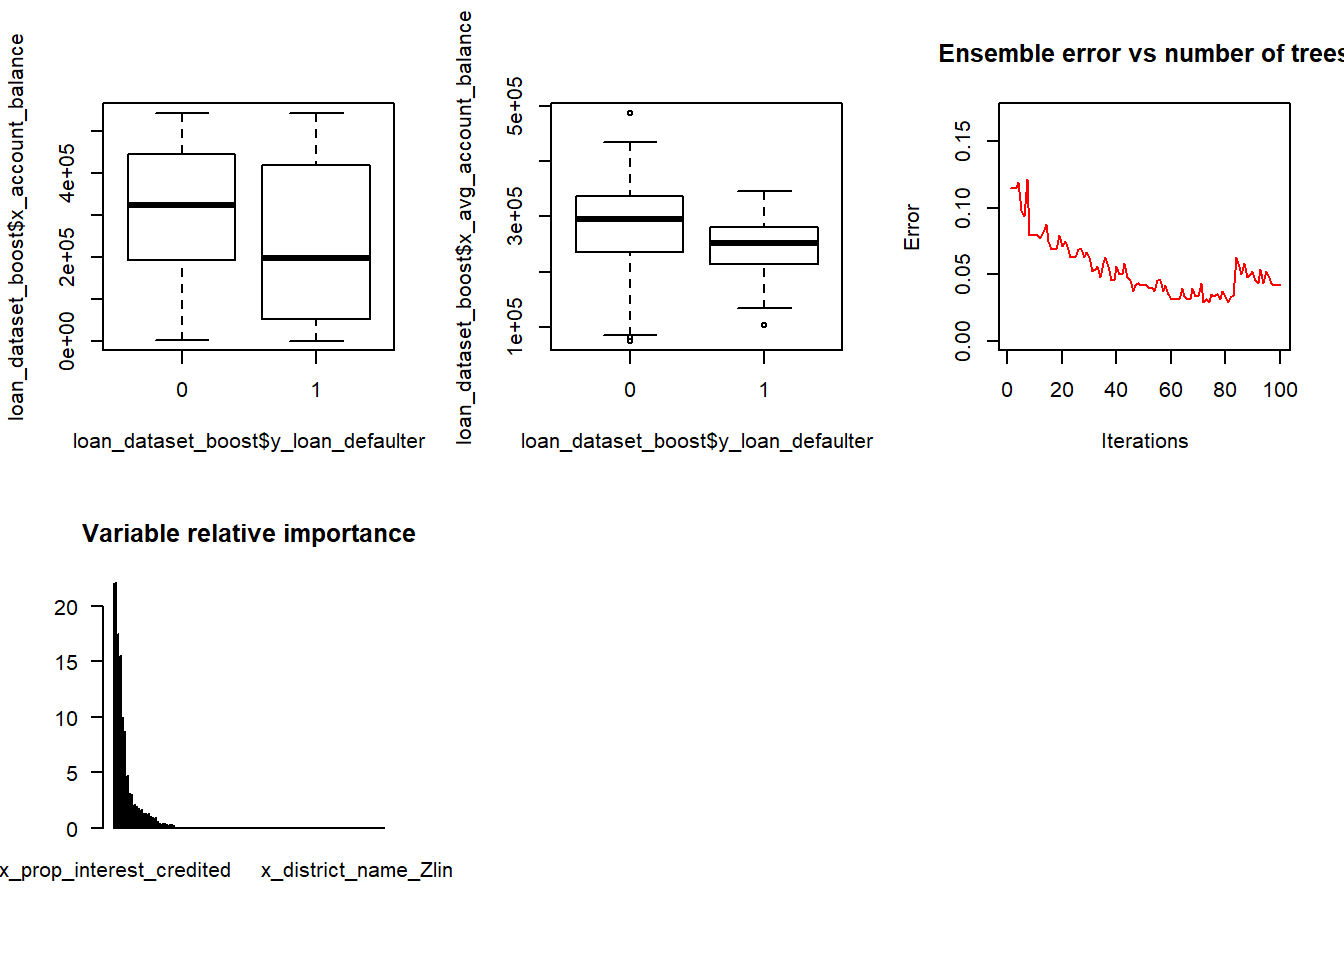 loan_dataset_boost$x_account_balance
0e+00 2e+05 4e+05
0 1
loan_dataset_boost$y_loan_defaulter
loan_dataset_boost$x_avg_account_balance
1e+05 3e+05 5e+05
0 1
loan_dataset_boost$y_loan_defaulter
Ensemble error vs number of trees
Error
0.00 0.05 0.10 0.15
0 20 40 60 80 100
Iterations
Variable relative importance
20
15
10
5
0
x_prop_interest_credited x_district_name_Zlin